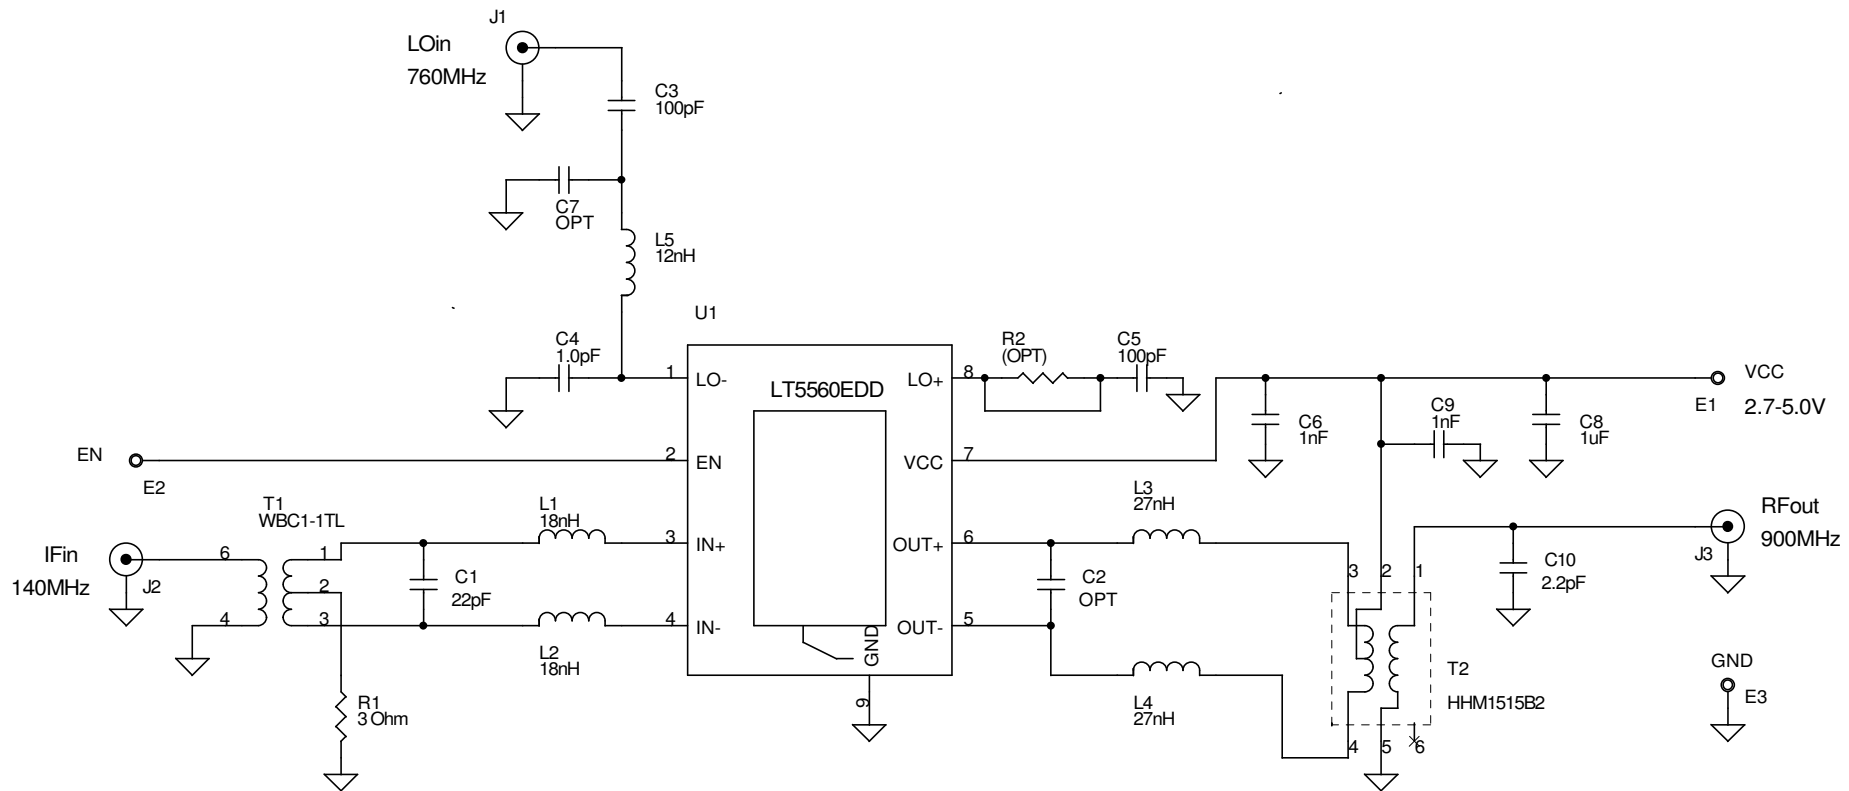 J1
LOin
760MHz
C3
100pF
C7
OPT
L5
12nH
U1
C4
1.0pF
1
LO-
LT5560EDD
LO+
8
R2
(OPT)
C5
100pF
VCC
E1
2.7-5.0V
C6
1nF
C9
1nF
C8
1uF
EN
E2
2
EN
VCC
7
T1
WBC1-1TL
L1
18nH
L3
27nH
RFout
900MHz
J3
IFin
140MHz
J2
6
4
1
2
3
C1
22pF
3
IN+
OUT+
6
C2
OPT
4
IN-
OUT-
5
GND
9
L2
18nH
L4
27nH
R1
3 Ohm
3
2
1
C10
2.2pF
T2
HHM1515B2
4
5
6
GND
E3